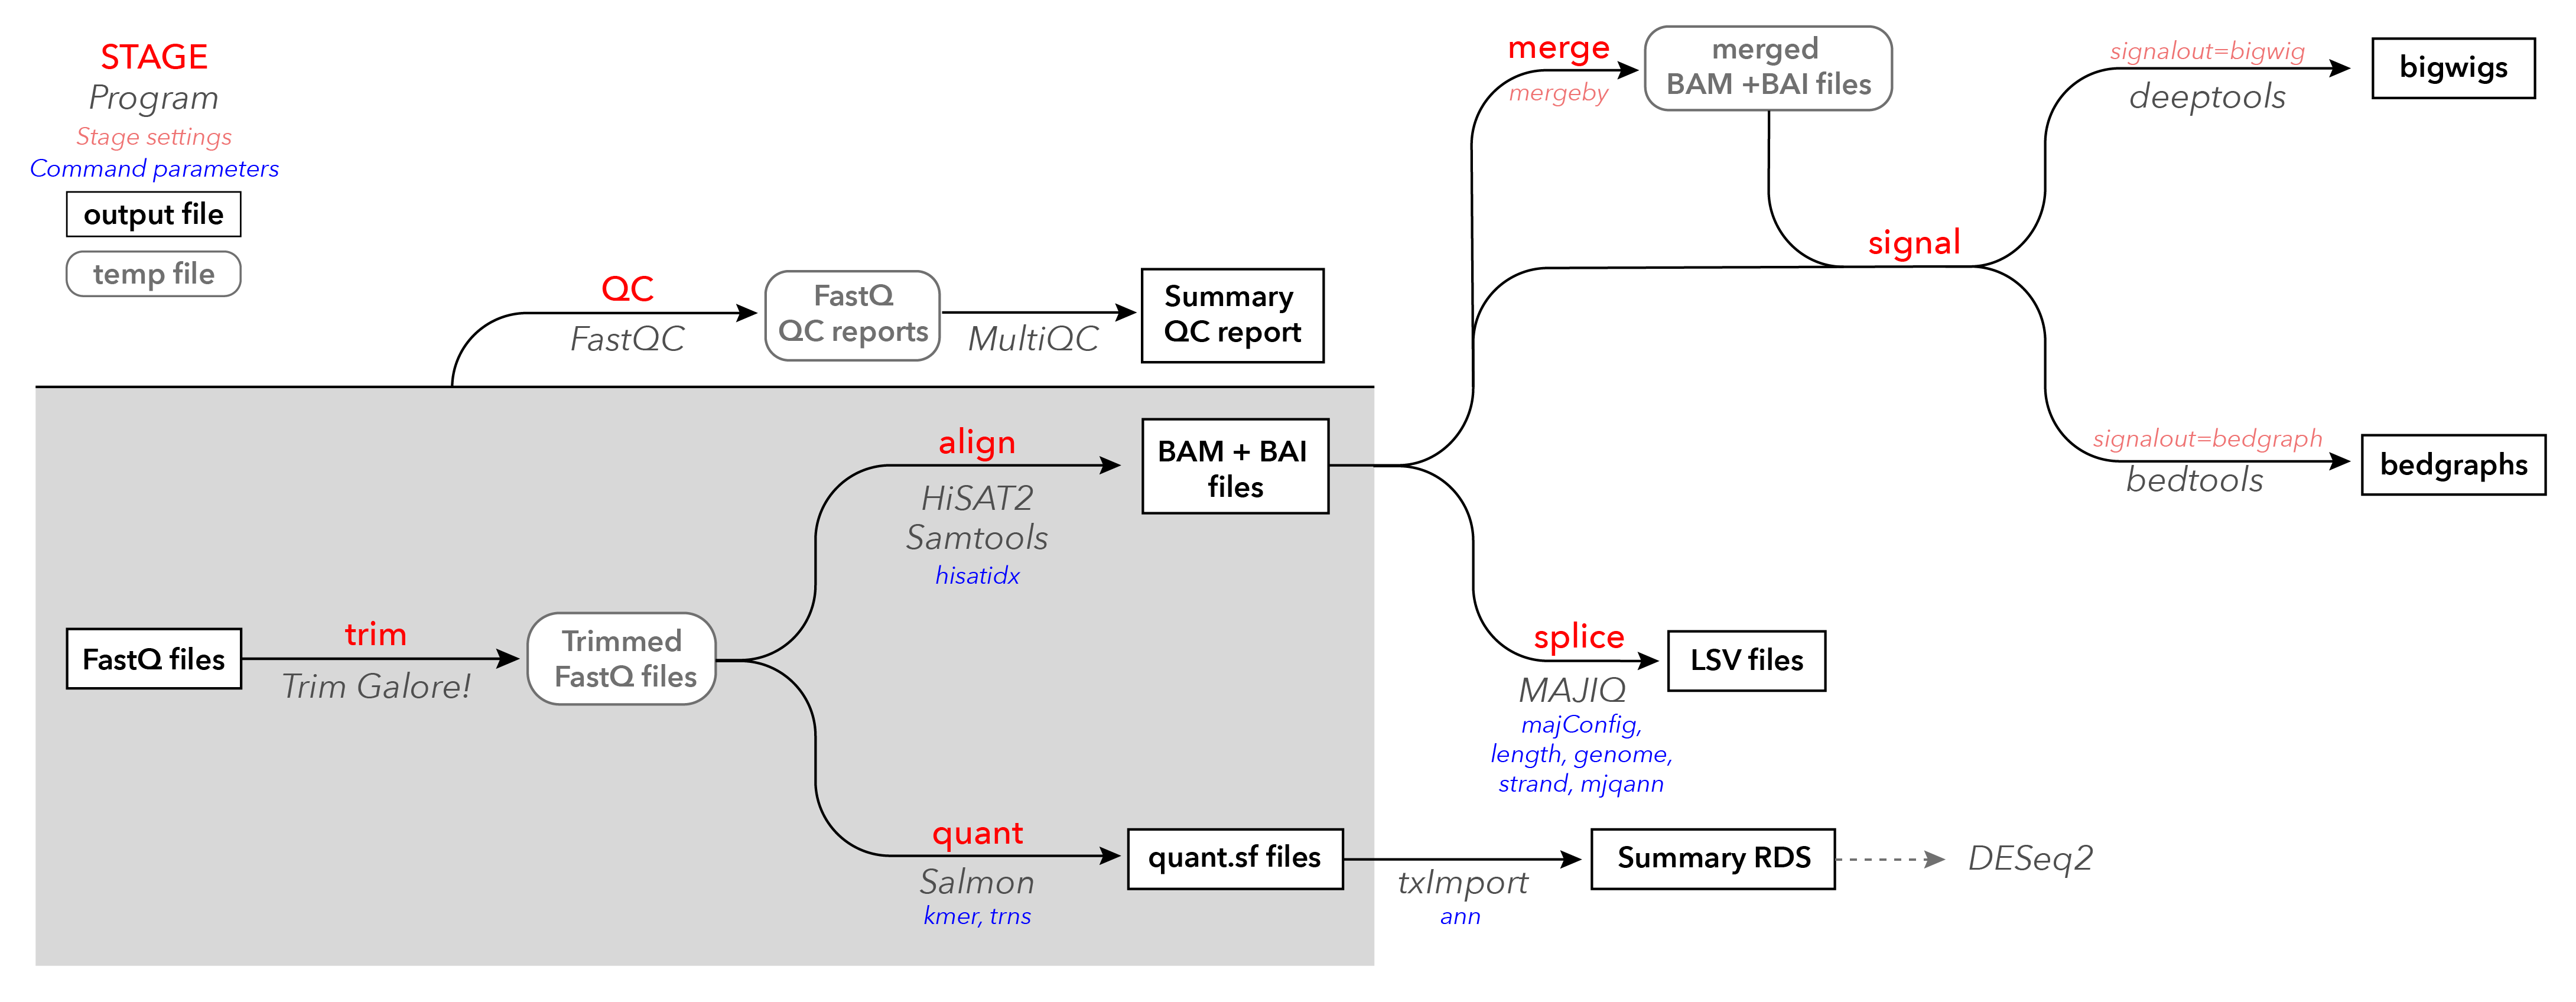 STAGE
Program
Stage settings
Command parameters
output file
temp file
QC
FastQC
FastQ
QC reports
MultiQC
Summary
QC report
merge
mergeby
merged
BAM +BAI files
signal
signalout=bigwig
deeptools
bigwigs
signalout=bedgraph
bedtools
bedgraphs
FastQ files
trim
Trim Galore!
Trimmed
FastQ files
align
HiSAT2
Samtools
hisatidx
BAM + BAI
files
splice
MAJIQ
majConfig,
length, genome,
strand, mjqann
LSV files
quant
Salmon
kmer, trns
quant.sf files
txImport
ann
Summary RDS
DESeq2